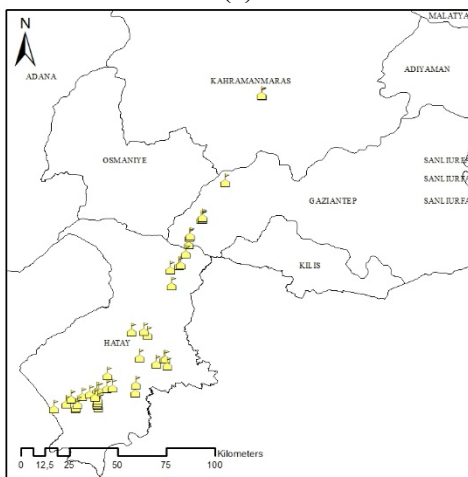 N
MALATYA
ADANA
ADIYAMAN
KAHRAMANMARAS
OSMANIYE
SANLIURFA
SANLIURFA
GAZIANTEP
SANLIURFA
KILIS
HATAY
Kilometers
0 12,5 25 50 75 100